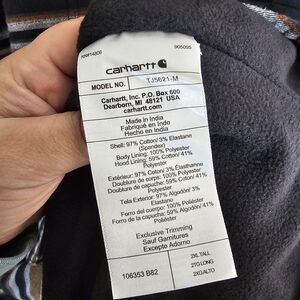 RN#14806 905095
carhartt
MODEL NO. TJ5621-M
Carhartt, Inc. P.O. Box 600
Dearborn, MI 48121 USA
carhartt.com
Made in India
Fabriqué en Inde
Hecho en India
Shell: 97% Cotton/ 3% Elastane
(Spandex)
Body Lining: 100% Polyester
Hood Lining: 59% Cotton/ 41%
Polyester
Extérieur: 97% Coton/ 3% Élasthanne
Doublure de corps: 100% Polyester
Doublure de capuche: 59% Coton/ 41%
Polyester
Tela Exterior: 97% Algodón/ 3%
Elastano
Forro del cuerpo: 100% Poliéster
Forro de la capucha: 59% Algodón/ 41%
Poliéster
Exclusive Trimming
Sauf Garnitures
Excepto Adorno
106353 B82
2XL TALL
2TG LONG
2XG ALTO